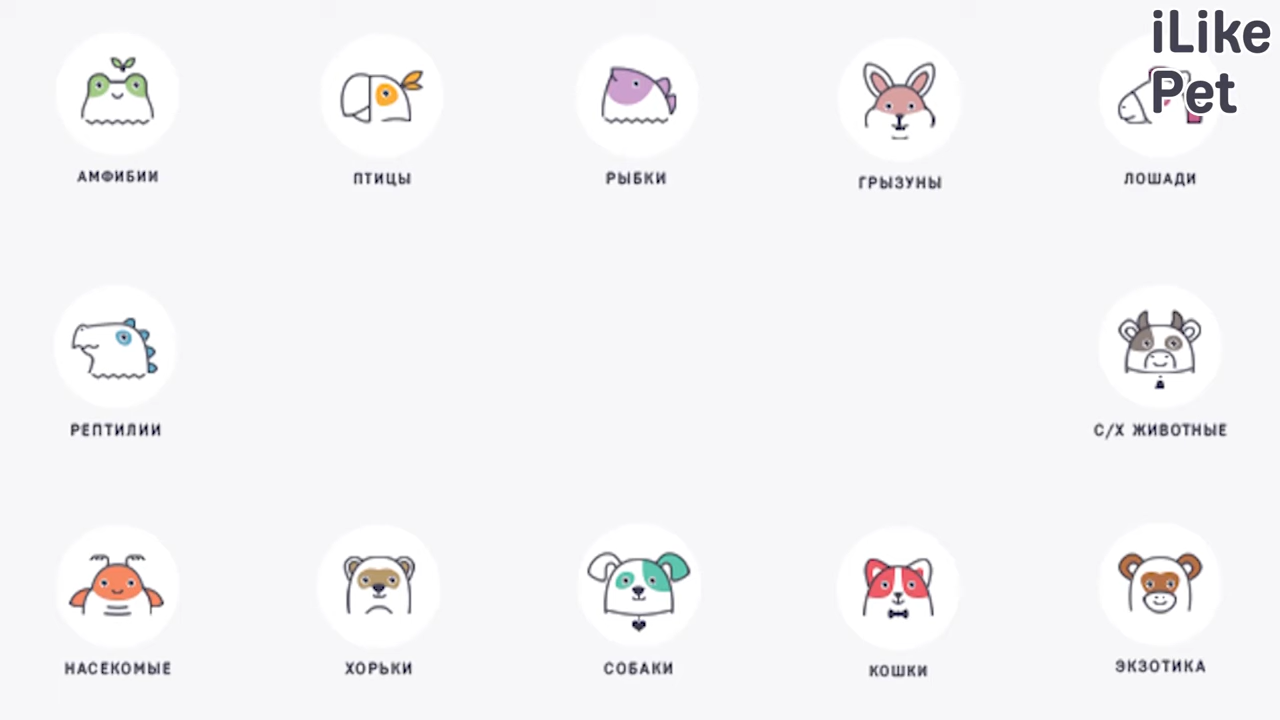 iLike
Pet
АМФИБИИ
ПТИЦЫ
РЫБКИ
ГРЫЗУНЫ
ЛОШАДИ
РЕПТИЛИИ
С/Х ЖИВОТНЫЕ
НАСЕКОМЫЕ
ХОРЬКИ
СОБАКИ
КОШКИ
ЭКЗОТИКА